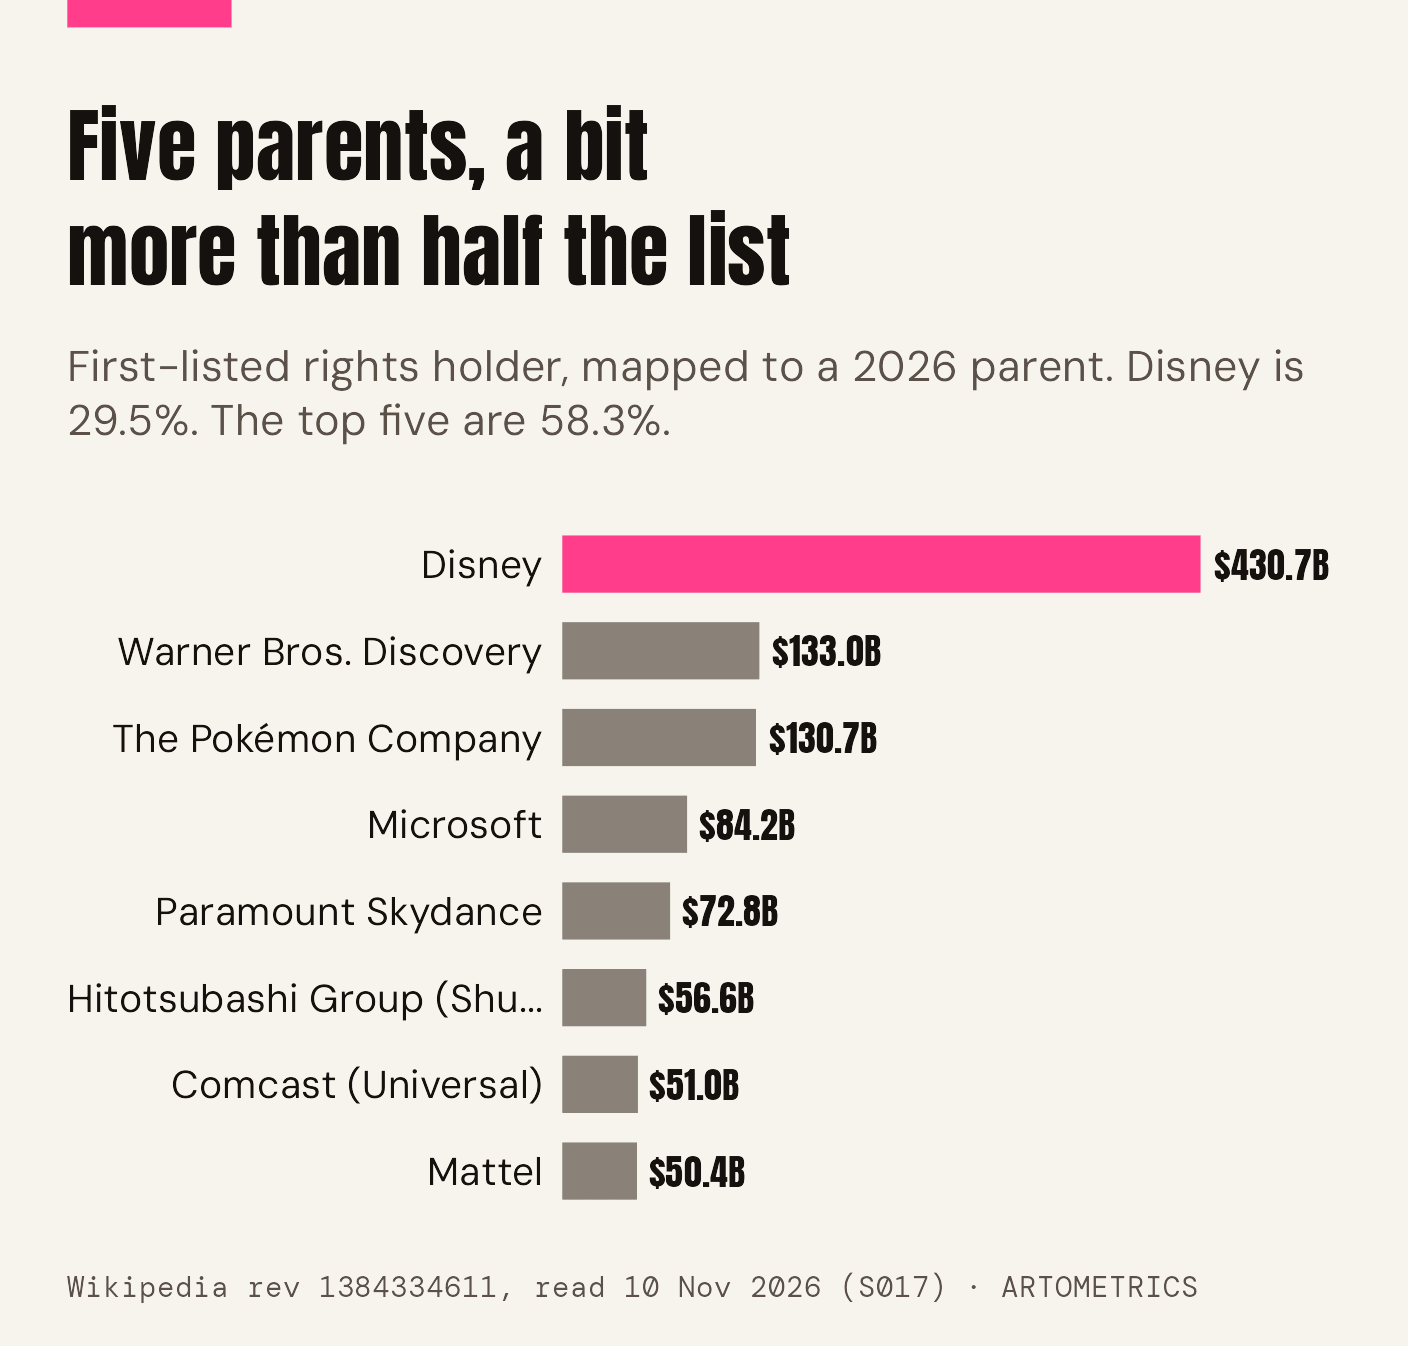 Five parents, a bit
more than half the list
First-listed rights holder, mapped to a 2026 parent. Disney is
29.5%. The top five are 58.3%.
Disney $430.7B
Warner Bros. Discovery $133.0B
The Pokémon Company $130.7B
Microsoft $84.2B
Paramount Skydance $72.8B
Hitotsubashi Group (Shu... $56.6B
Comcast (Universal) $51.0B
Mattel $50.4B
Wikipedia rev 1384334611, read 10 Nov 2026 (S017) · ARTOMETRICS